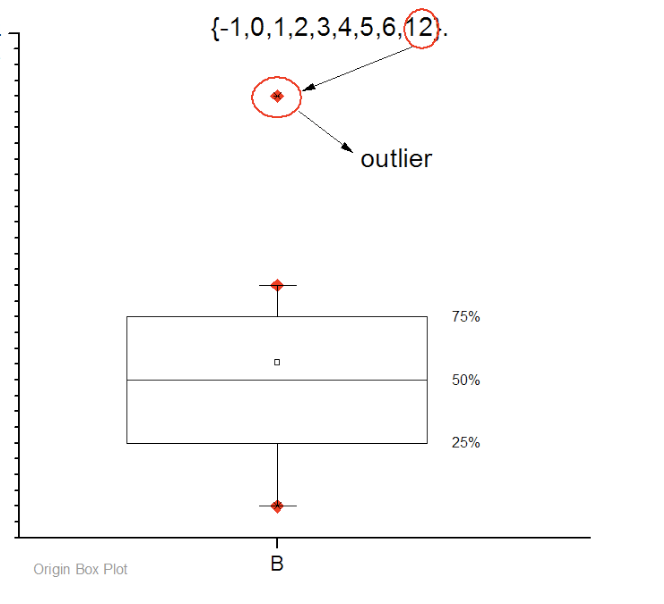 {-1,0,1,2,3,4,5,6,12}.
outlier
75%
50%
25%
B
Origin Box Plot